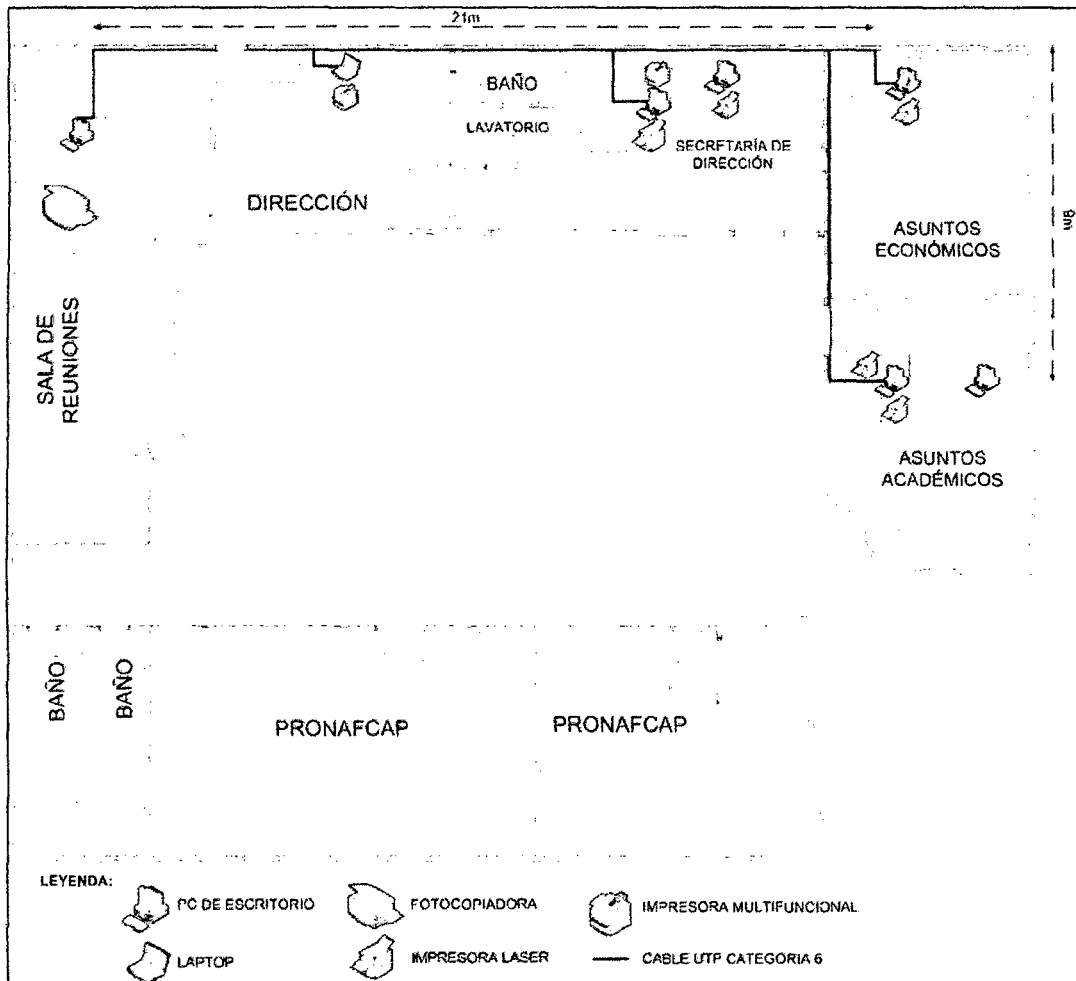 21m
BAÑO
LAVATORIO
SECRETARÍA DE
DIRECCIÓN
DIRECCIÓN
ASUNTOS
ECONÓMICOS
9m
SALA DE
REUNIONES
ASUNTOS
ACADÉMICOS
BAÑO
BAÑO
PRONAFCAP
PRONAFCAP
LEYENDA:
PC DE ESCRITORIO
FOTOCOPIADORA
IMPRESORA MULTIFUNCIONAL
LAPTOP
IMPRESORA LASER
CABLE UTP CATEGORIA 6